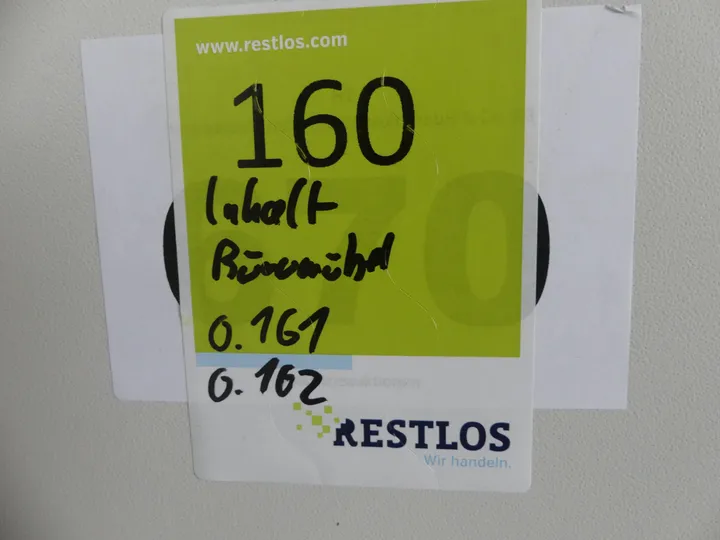 www.restlos.com
160
Inhalt
Büromöbel
0.161
0.162
RESTLOS
Wir handeln.